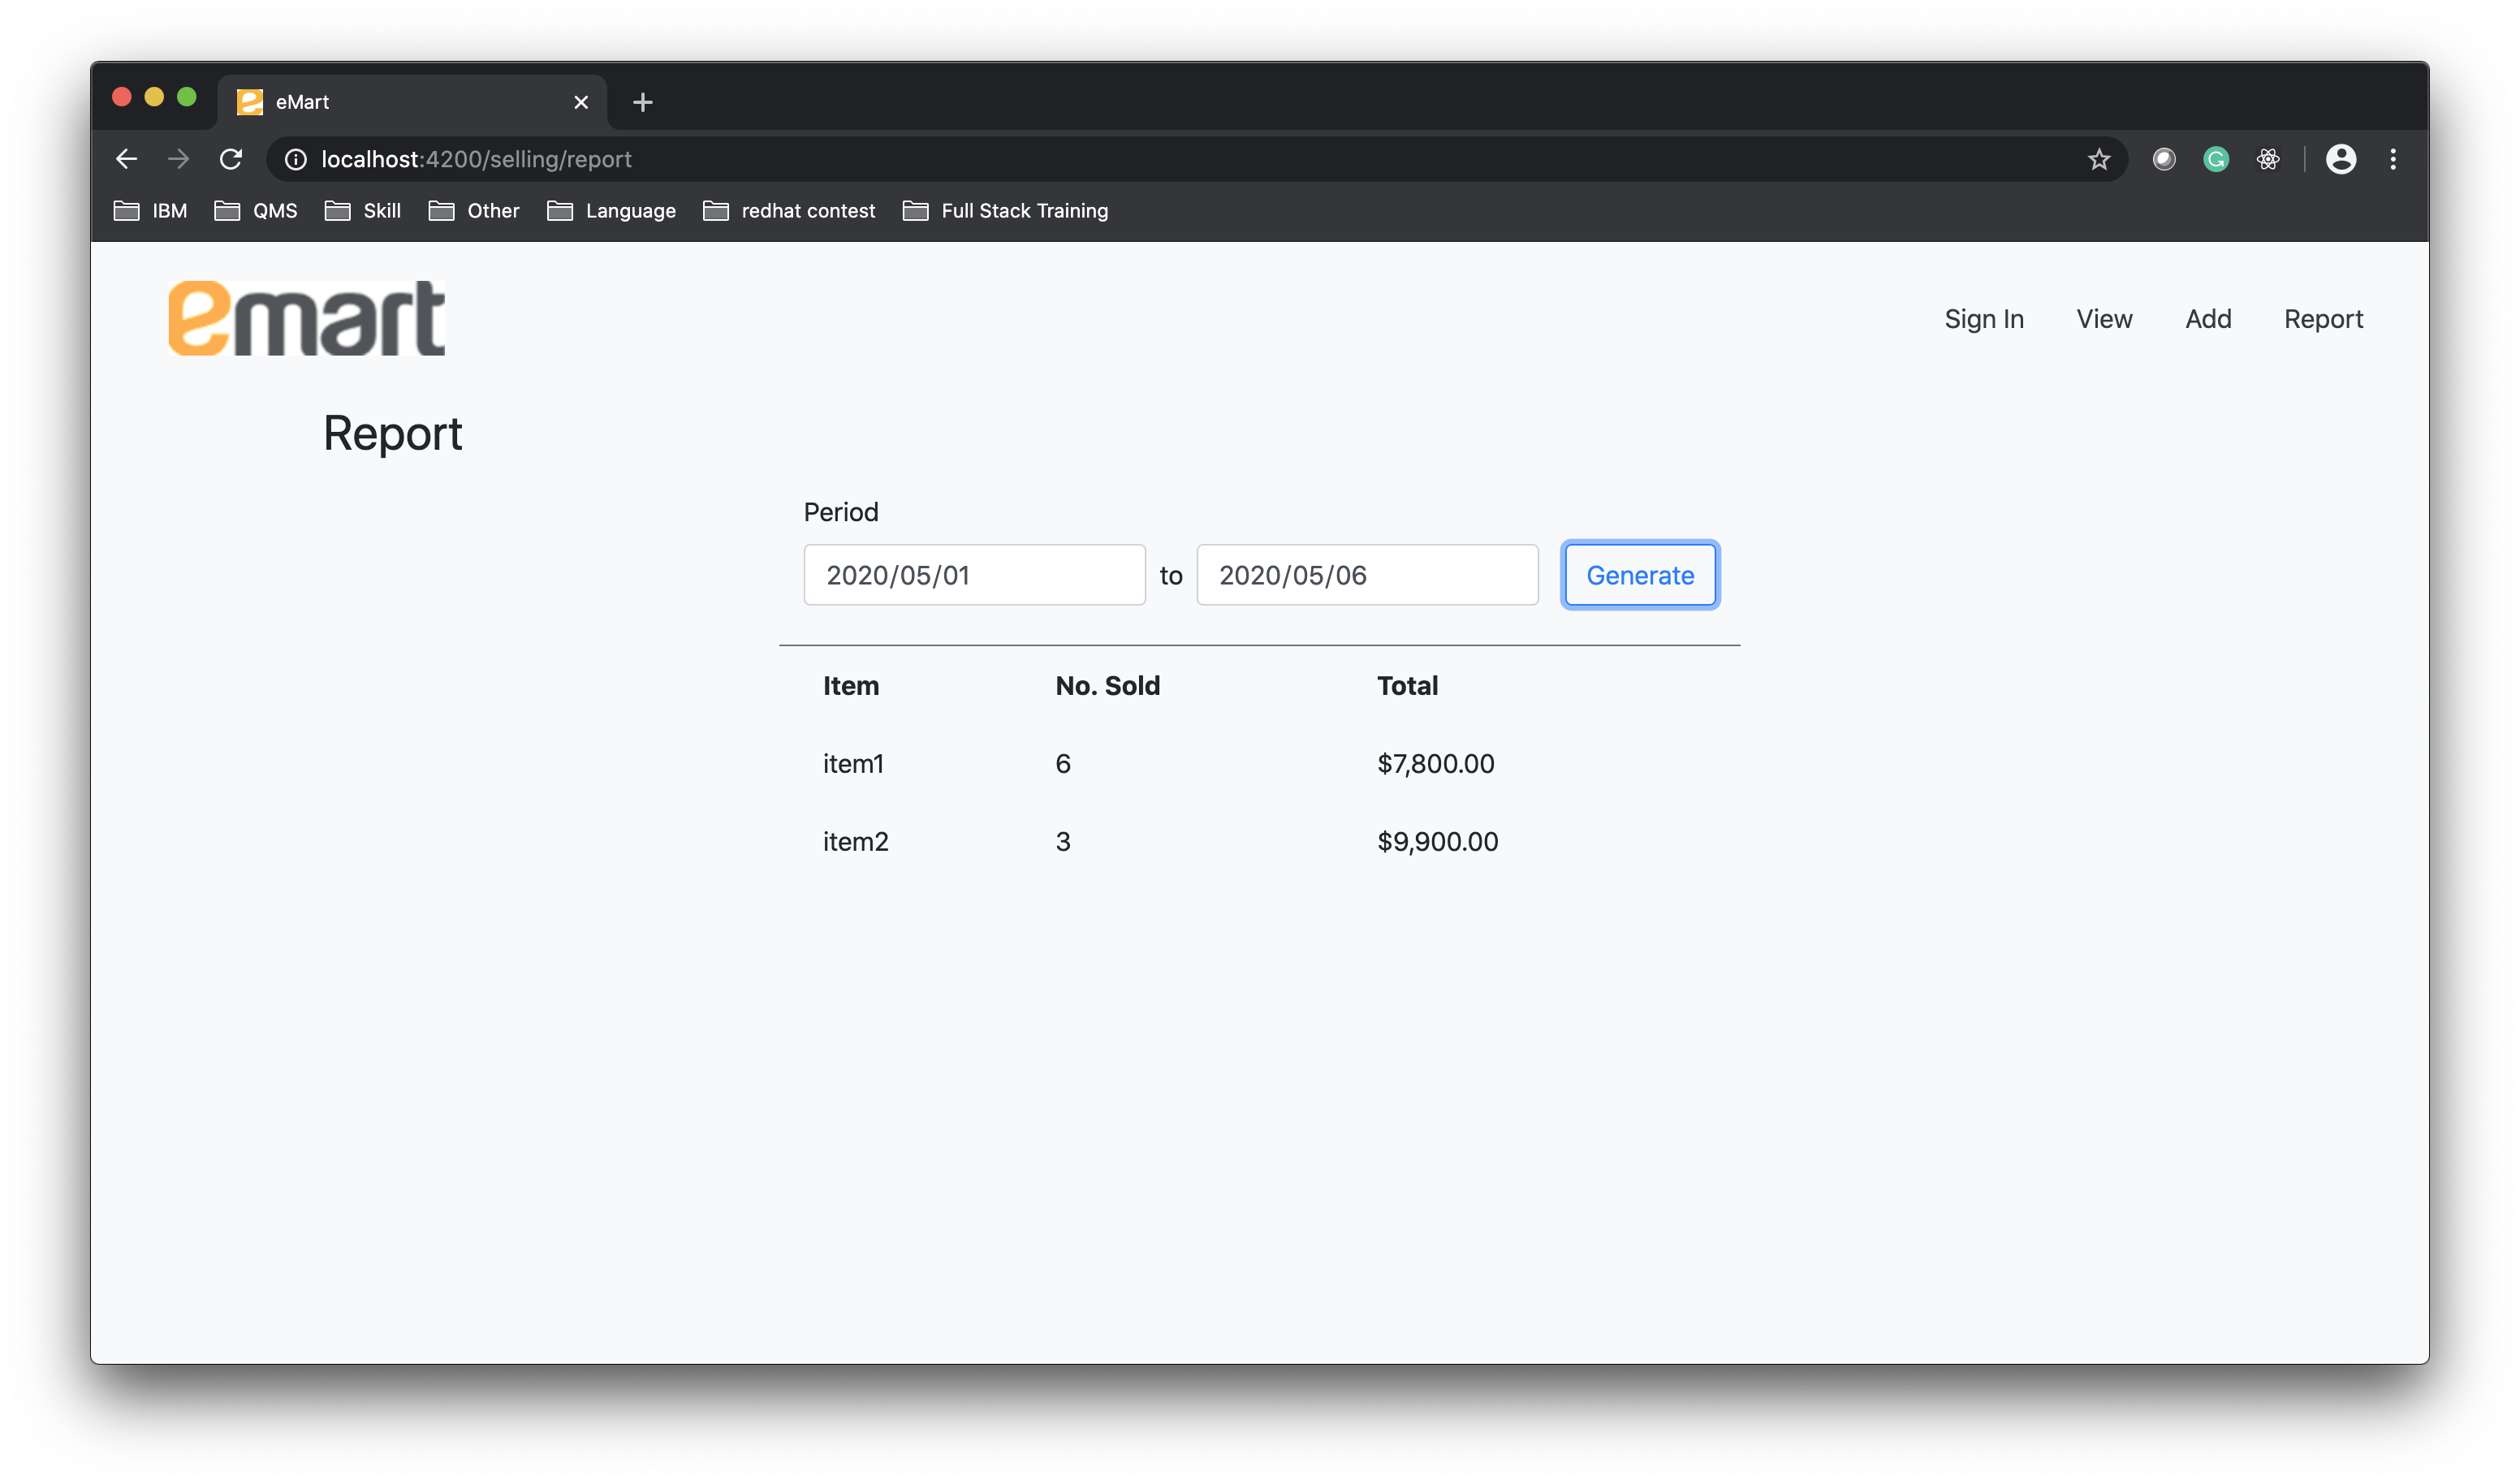 eMart
localhost:4200/selling/report
IBM QMS Skill Other Language redhat contest Full Stack Training
emart
Sign In View Add Report
Report
Period
2020/05/01 to 2020/05/06 Generate
Item No. Sold Total
item1 6 $7,800.00
item2 3 $9,900.00